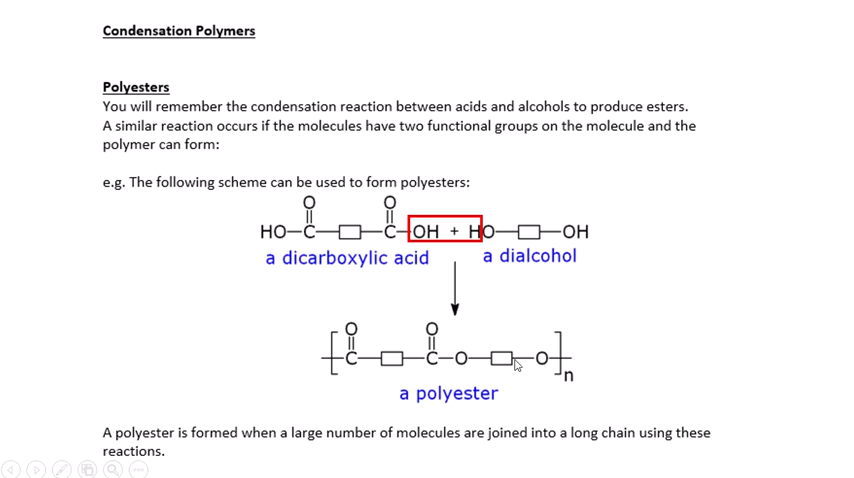 Condensation Polymers
Polyesters
You will remember the condensation reaction between acids and alcohols to produce esters.
A similar reaction occurs if the molecules have two functional groups on the molecule and the
polymer can form:
e.g. The following scheme can be used to form polyesters:
O O
HO C C OH + HO OH
a dicarboxylic acid a dialcohol
O O
C C O O
n
a polyester
A polyester is formed when a large number of molecules are joined into a long chain using these
reactions.